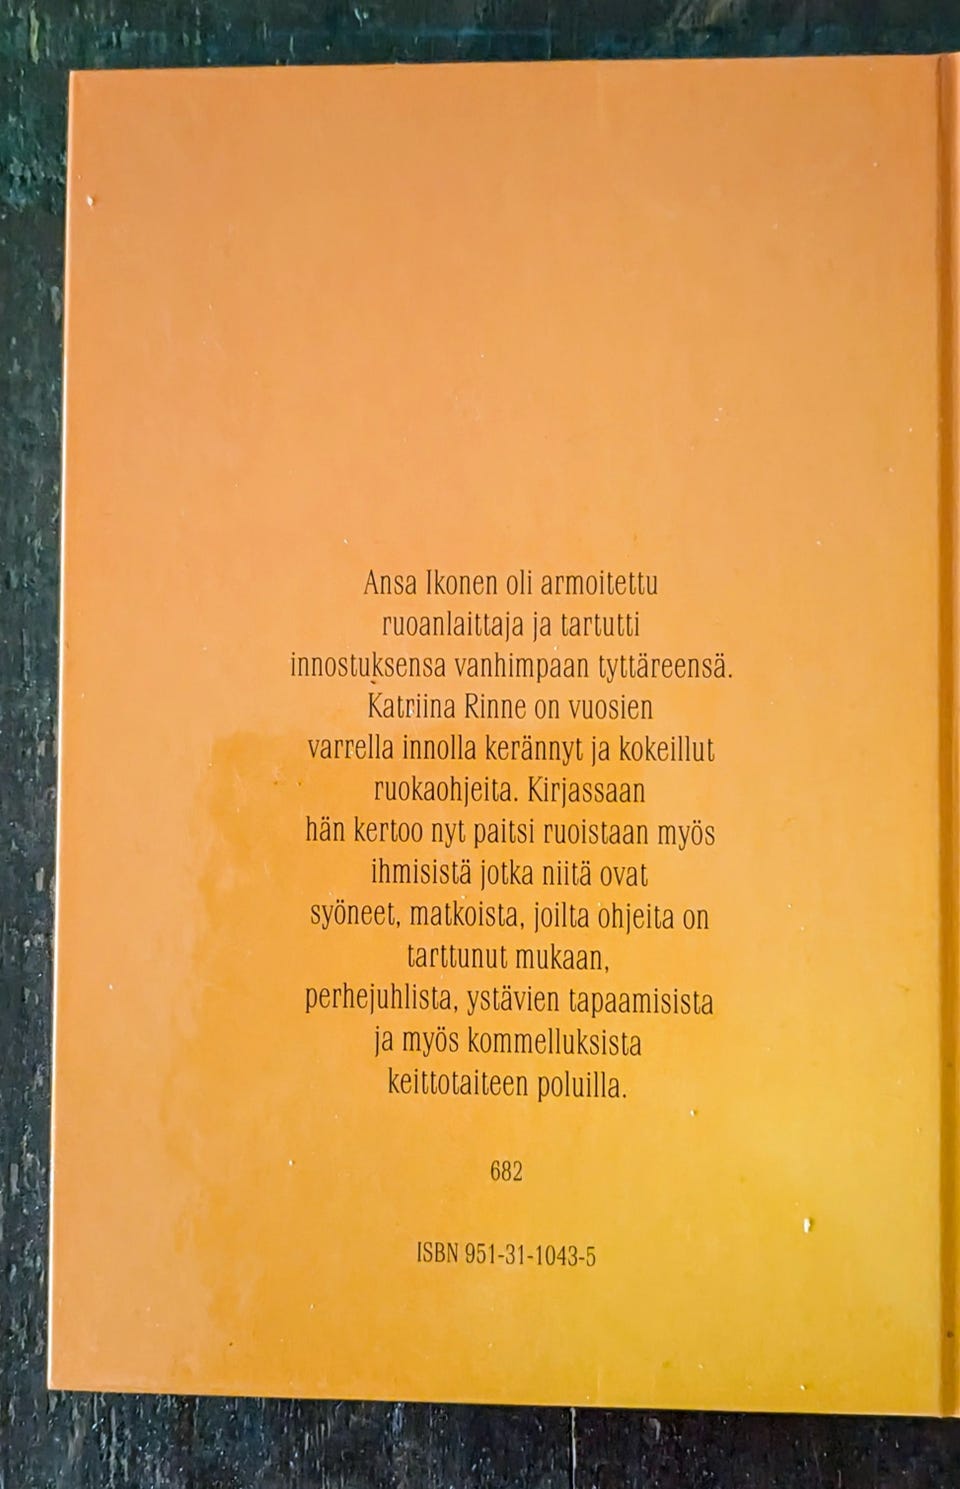 Ansa Ikonen oli armoitettu
ruoanlaittaja ja tartutti
innostuksensa vanhimpaan tyttäreensä.
Katriina Rinne on vuosien
varrella innolla kerännyt ja kokeillut
ruokaohjeita. Kirjassaan
hän kertoo nyt paitsi ruoistaan myös
ihmisistä jotka niitä ovat
syöneet, matkoista, joilta ohjeita on
tarttunut mukaan,
perhejuhlista, ystävien tapaamisista
ja myös kommelluksista
keittotaiteen poluilla.
682
ISBN 951-31-1043-5